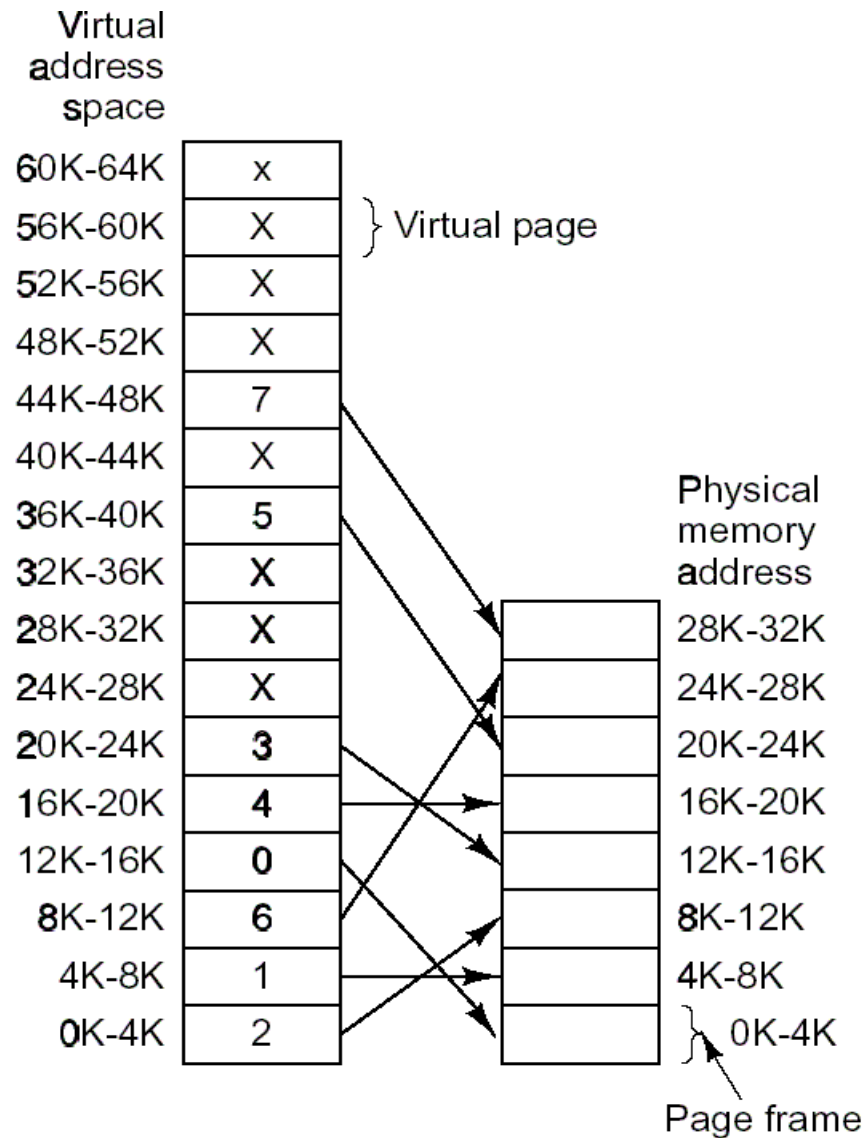 Virtual
address
space
60K-64K x
56K-60K X Virtual page
52K-56K X
48K-52K X
44K-48K 7
40K-44K X
36K-40K 5
Physical
memory
address
32K-36K X
28K-32K X 28K-32K
24K-28K X 24K-28K
20K-24K 3 20K-24K
16K-20K 4 16K-20K
12K-16K 0 12K-16K
8K-12K 6 8K-12K
4K-8K 1 4K-8K
0K-4K 2 0K-4K
Page frame